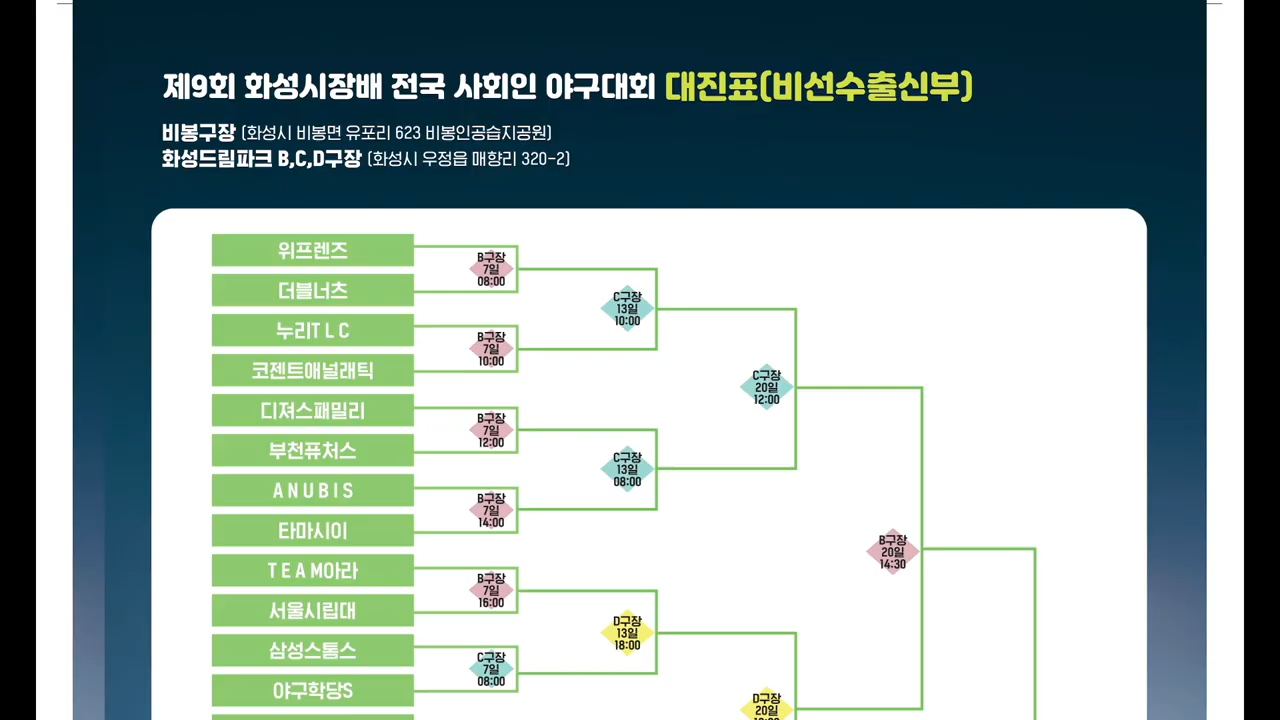 제9회 화성시장배 전국 사회인 야구대회 대진표(비선수출신부)
비봉구장 (화성시 비봉면 유포리 623 비봉인공습지공원)
화성드림파크 B,C,D구장 (화성시 우정읍 매향리 320-2)
위프렌즈
더블너츠
누리T L C
코젠트애널래틱
디져스패밀리
부천퓨처스
A N U B I S
타마시이
T E A M아라
서울시립대
삼성스톰스
야구학당S
B구장
7일
08:00
B구장
7일
10:00
B구장
7일
12:00
B구장
7일
14:00
B구장
7일
16:00
C구장
7일
08:00
C구장
13일
10:00
C구장
13일
08:00
D구장
13일
18:00
C구장
20일
12:00
D구장
20일
B구장
20일
14:30